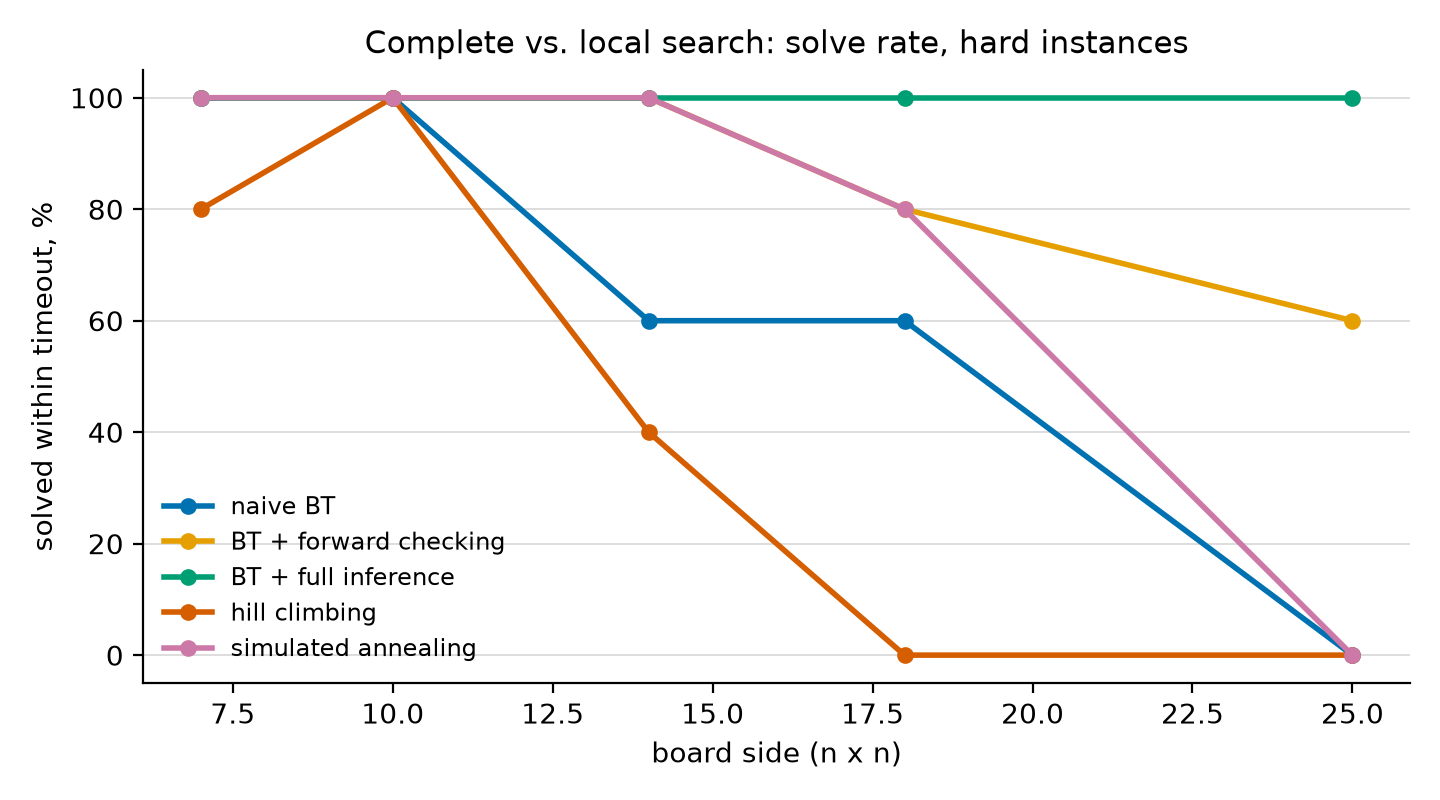 Complete vs. local search: solve rate, hard instances
solved within timeout, %
100
80
60
40
20
0
naive BT
BT + forward checking
BT + full inference
hill climbing
simulated annealing
7.5 10.0 12.5 15.0 17.5 20.0 22.5 25.0
board side (n x n)